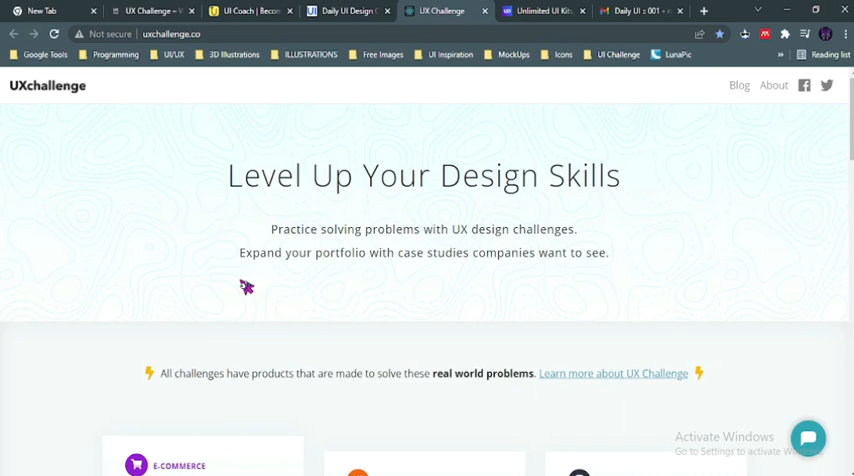 New Tab
UX Challenge – W
UI Coach | Becon
Daily UI Design C
UX Challenge
Unlimited UI Kits
Daily UI :: 001 - n
Not secure
uxchallenge.co
Google Tools
Programming
UI/UX
3D Illustrations
ILLUSTRATIONS
Free Images
UI Inspiration
MockUps
Icons
UI Challenge
LunaPic
Reading list
UXchallenge
Blog
About
Level Up Your Design Skills
Practice solving problems with UX design challenges.
Expand your portfolio with case studies companies want to see.
All challenges have products that are made to solve these real world problems. Learn more about UX Challenge
Activate Windows
Go to Settings to activate Windows.
E-COMMERCE